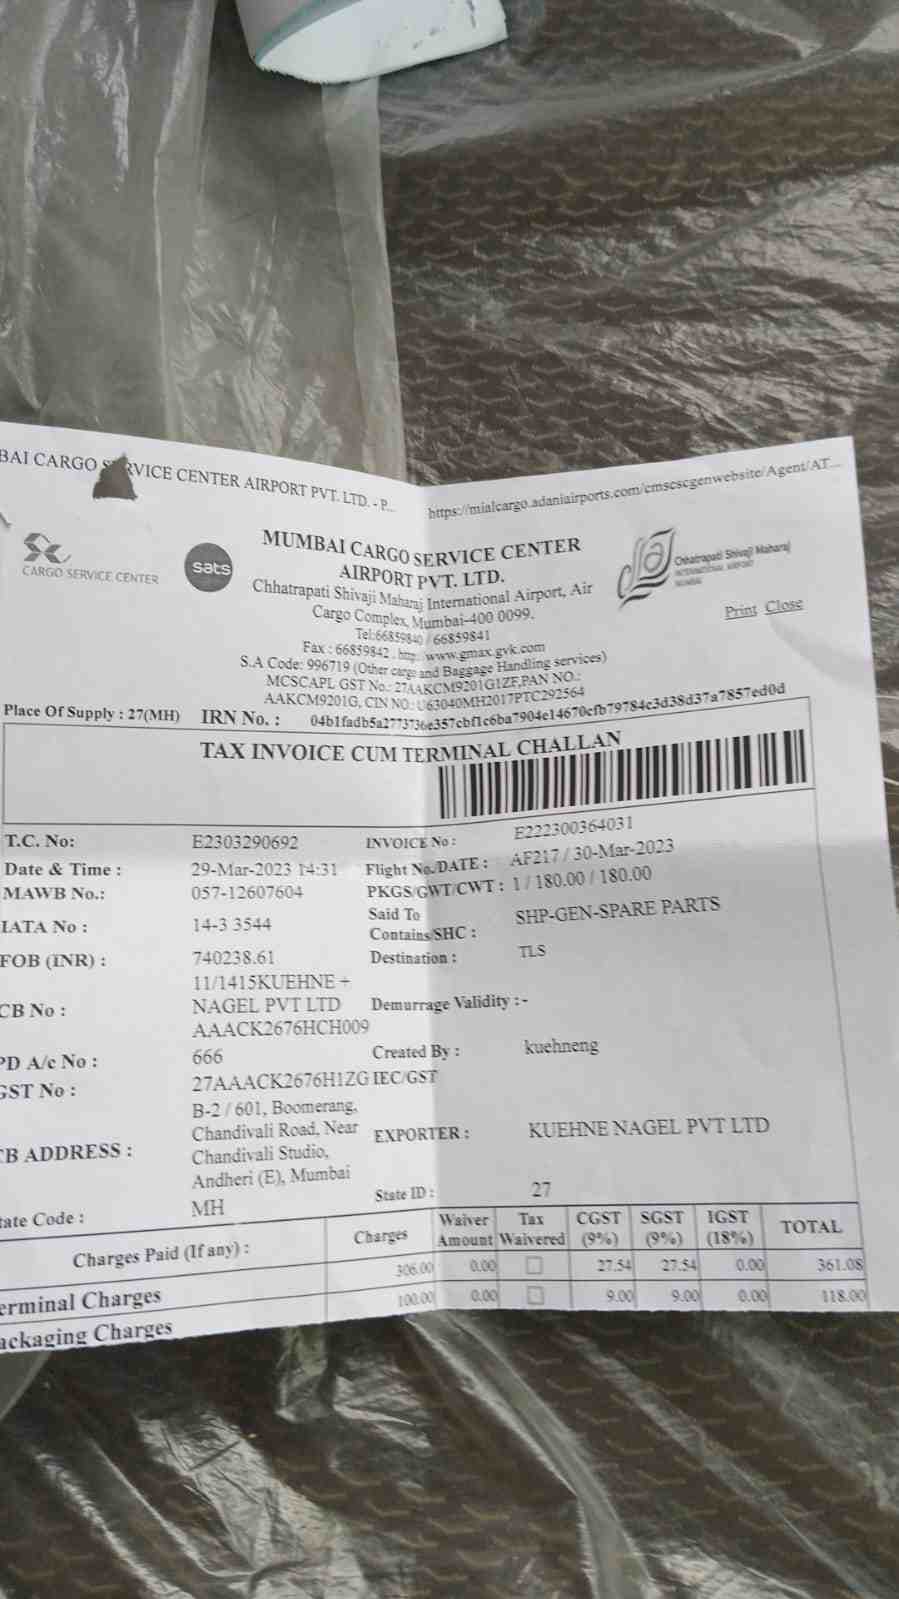 BAI CARGO SERVICE CENTER AIRPORT PVT. LTD. - P...
https://mialcargo.adaniairports.com/cmscscgenwebsite/Agent/AT...
CARGO SERVICE CENTER
sats
MUMBAI CARGO SERVICE CENTER
AIRPORT PVT. LTD.
Chhatrapati Shivaji Maharaj International Airport, Air
Cargo Complex, Mumbai-400 0099.
Tel:66859840 / 66859841
Fax : 66859842 . http://www.gmax.gvk.com
S.A Code: 996719 (Other cargo and Baggage Handling services)
MCSCAPL GST No.: 27AAKCM9201G1ZF,PAN NO.:
AAKCM9201G, CIN NO.: U63040MH2017PTC292564
Chhatrapati Shivaji Maharaj
INTERNATIONAL AIRPORT
MUMBAI
Print Close
Place Of Supply : 27(MH) IRN No. : 04b1fadb5a2773736e357cbf1c6ba7904e14670cfb79784c3d38d37a7857ed0d
TAX INVOICE CUM TERMINAL CHALLAN
T.C. No: E2303290692 INVOICE No : E222300364031
Date & Time : 29-Mar-2023 14:31 Flight No./DATE : AF217 / 30-Mar-2023
MAWB No.: 057-12607604 PKGS/GWT/CWT : 1 / 180.00 / 180.00
IATA No : 14-3 3544 Said To Contains/SHC : SHP-GEN-SPARE PARTS
FOB (INR) : 740238.61 Destination : TLS
CB No : 11/1415KUEHNE +
NAGEL PVT LTD Demurrage Validity :-
AAACK2676HCH009
PD A/c No : 666 Created By : kuehneng
GST No : 27AAACK2676H1ZG IEC/GST
CB ADDRESS : B-2 / 601, Boomerang,
Chandivali Road, Near EXPORTER : KUEHNE NAGEL PVT LTD
Chandivali Studio,
Andheri (E), Mumbai
tate Code : MH State ID : 27
Charges Paid (If any) : Charges Waiver Amount Tax Waivered CGST (9%) SGST (9%) IGST (18%) TOTAL
erminal Charges 306.00 0.00 27.54 27.54 0.00 361.08
ackaging Charges 100.00 0.00 9.00 9.00 0.00 118.00